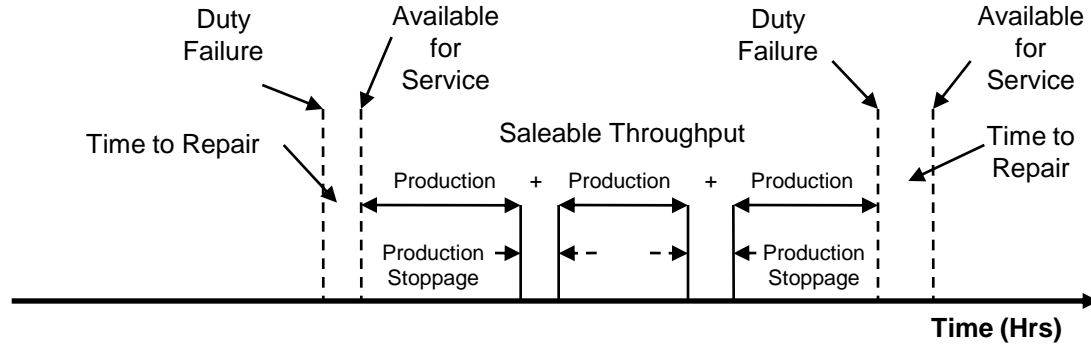 Duty
Failure
Available
for
Service
Duty
Failure
Available
for
Service
Time to Repair
Saleable Throughput
Time to
Repair
Production + Production + Production
Production
Stoppage
Production
Stoppage
Time (Hrs)